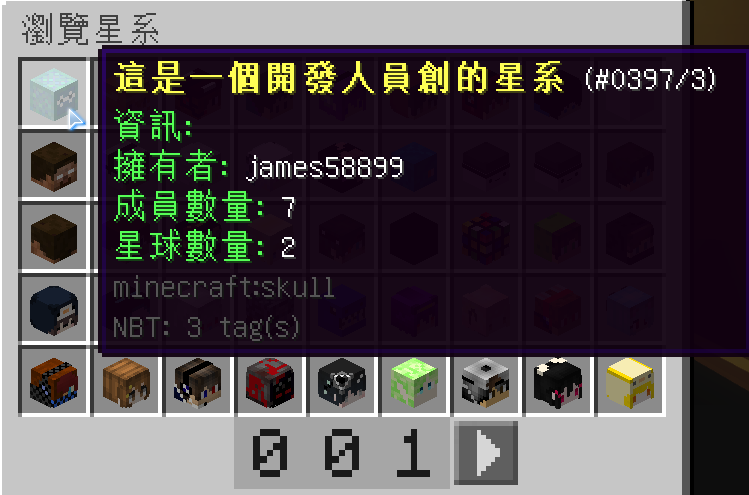 瀏覽星系
這是一個開發人員創的星系 (#0397/3)
資訊:
擁有者: james58899
成員數量: 7
星球數量: 2
minecraft:skull
NBT: 3 tag(s)
0 0 1